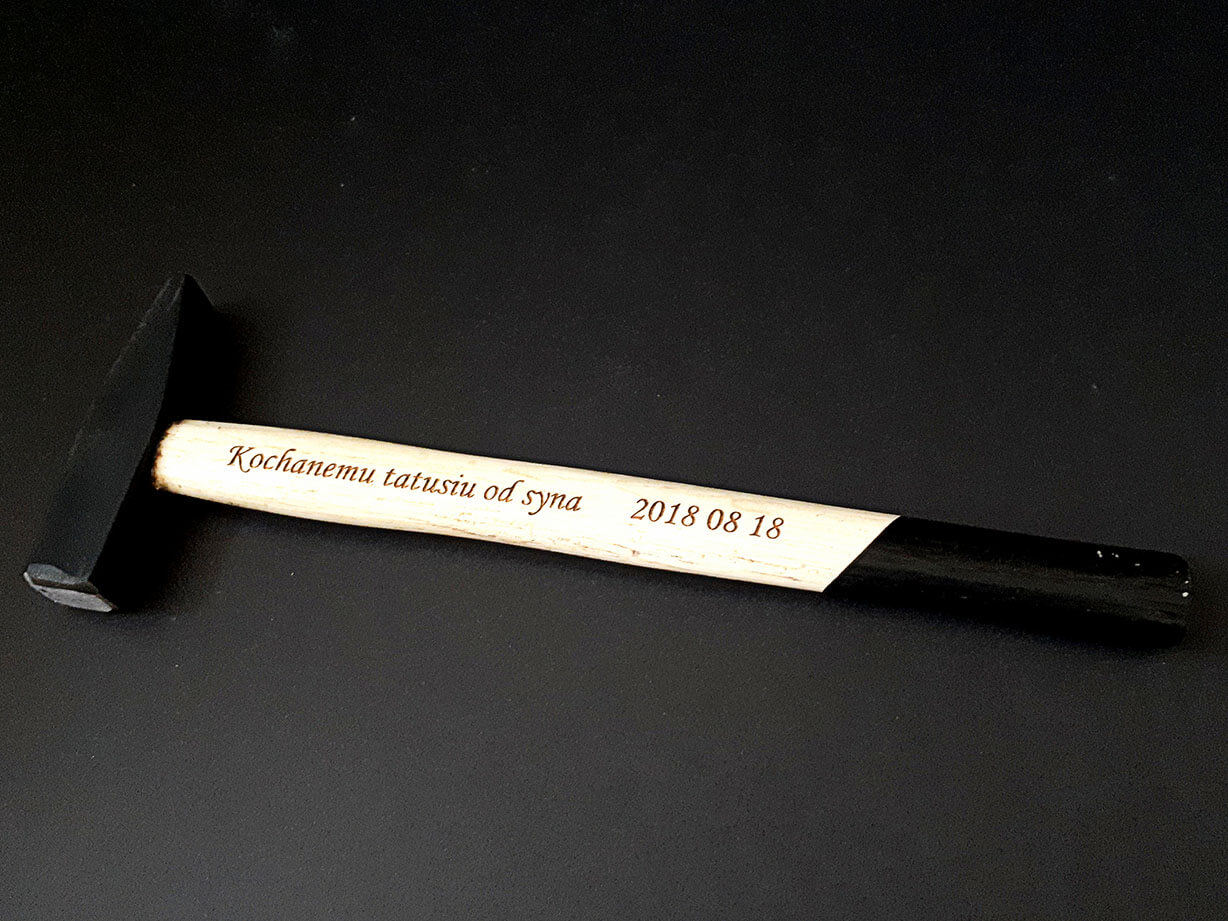 Kochanemu tatusiu od syna 2018 08 18